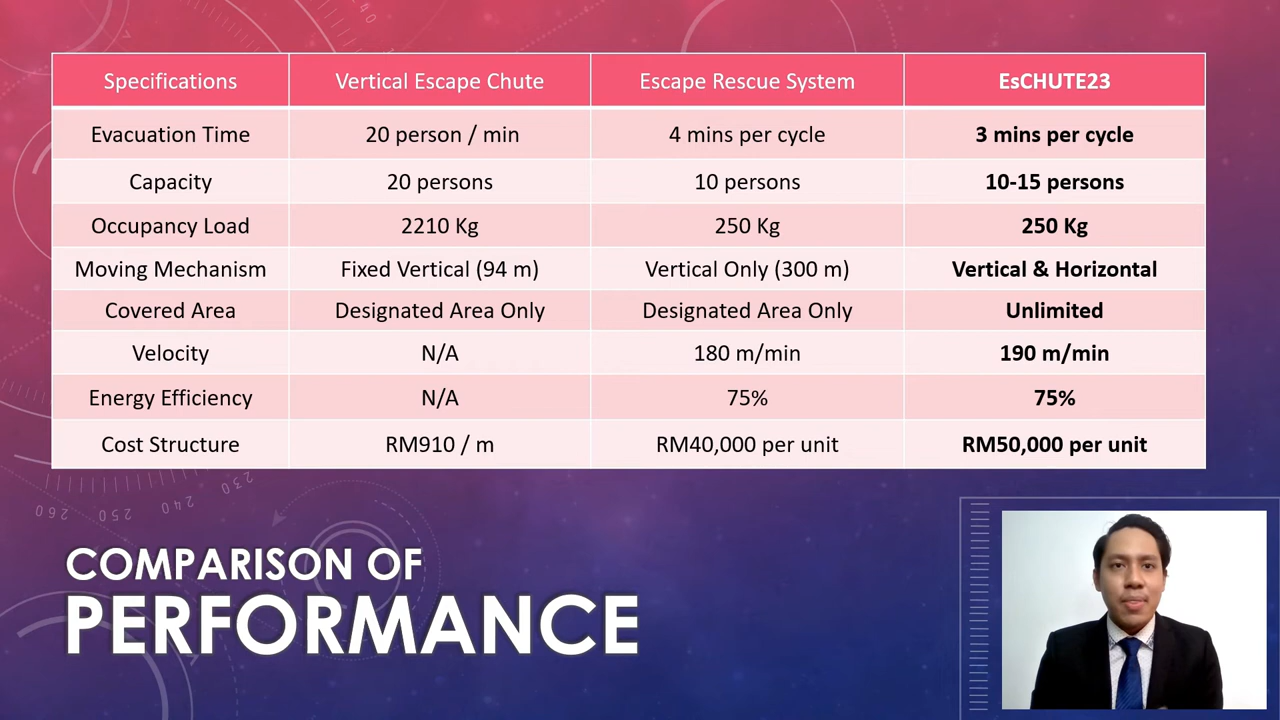 Specifications Vertical Escape Chute Escape Rescue System EsCHUTE23
Evacuation Time 20 person / min 4 mins per cycle 3 mins per cycle
Capacity 20 persons 10 persons 10-15 persons
Occupancy Load 2210 Kg 250 Kg 250 Kg
Moving Mechanism Fixed Vertical (94 m) Vertical Only (300 m) Vertical & Horizontal
Covered Area Designated Area Only Designated Area Only Unlimited
Velocity N/A 180 m/min 190 m/min
Energy Efficiency N/A 75% 75%
Cost Structure RM910 / m RM40,000 per unit RM50,000 per unit
260 250 240 230
COMPARISON OF
PERFORMANCE